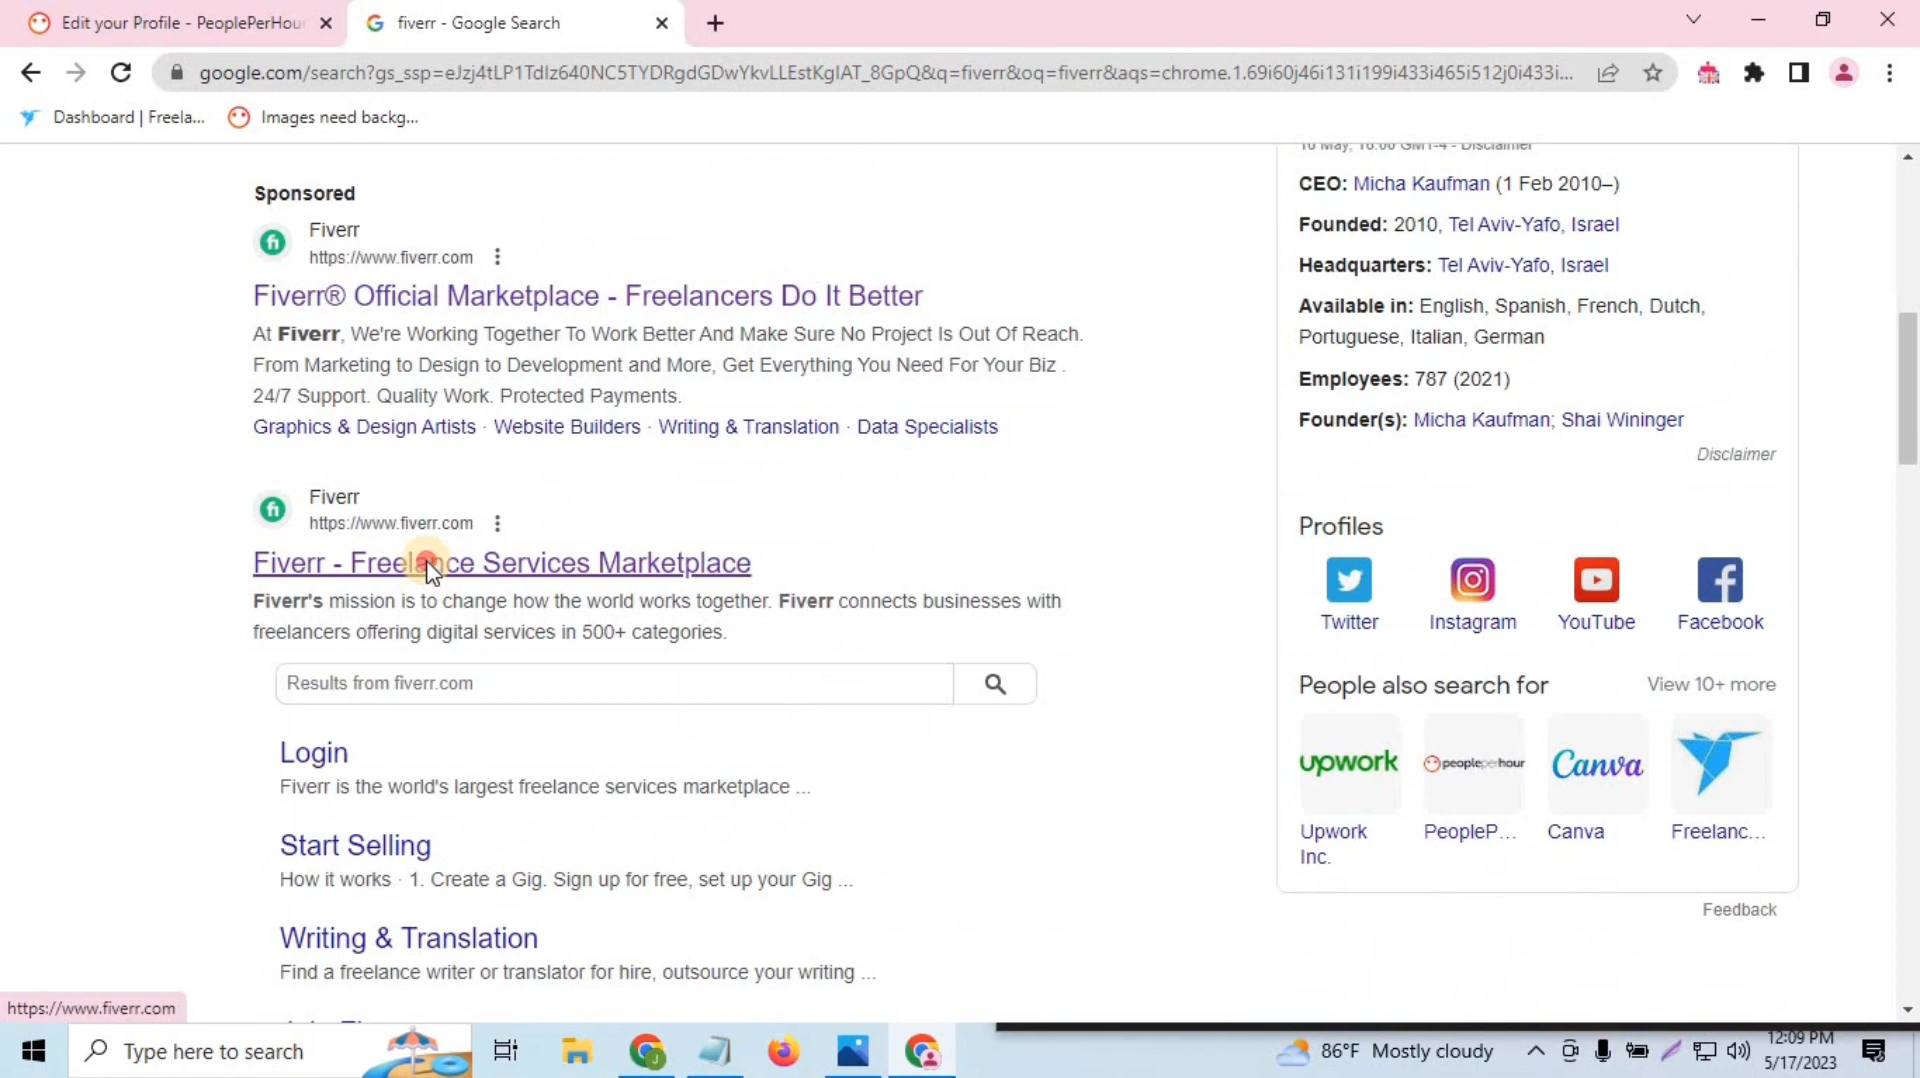 Edit your Profile - PeoplePerHour
fiverr - Google Search
google.com/search?gs_ssp=eJzj4tLP1TdIz640NC5TYDRgdGDwYkvLLEstKgIAT_8GpQ&q=fiverr&oq=fiverr&aqs=chrome.1.69i60j46i131i199i433i465i512j0i433i...
Dashboard | Freela...
Images need backg...
Sponsored
Fiverr
https://www.fiverr.com
Fiverr® Official Marketplace - Freelancers Do It Better
At Fiverr, We're Working Together To Work Better And Make Sure No Project Is Out Of Reach.
From Marketing to Design to Development and More, Get Everything You Need For Your Biz .
24/7 Support. Quality Work. Protected Payments.
Graphics & Design Artists · Website Builders · Writing & Translation · Data Specialists
Fiverr
https://www.fiverr.com
Fiverr - Freelance Services Marketplace
Fiverr's mission is to change how the world works together. Fiverr connects businesses with
freelancers offering digital services in 500+ categories.
Results from fiverr.com
Login
Fiverr is the world's largest freelance services marketplace ...
Start Selling
How it works · 1. Create a Gig. Sign up for free, set up your Gig ...
Writing & Translation
Find a freelance writer or translator for hire, outsource your writing ...
16 May, 16:00 GMT-4 - Disclaimer
CEO: Micha Kaufman (1 Feb 2010–)
Founded: 2010, Tel Aviv-Yafo, Israel
Headquarters: Tel Aviv-Yafo, Israel
Available in: English, Spanish, French, Dutch,
Portuguese, Italian, German
Employees: 787 (2021)
Founder(s): Micha Kaufman; Shai Wininger
Disclaimer
Profiles
Twitter
Instagram
YouTube
Facebook
People also search for
View 10+ more
upwork
peopleperhour
Canva
Upwork
Inc.
PeopleP...
Canva
Freelanc...
Feedback
https://www.fiverr.com
Type here to search
86°F Mostly cloudy
12:09 PM
5/17/2023